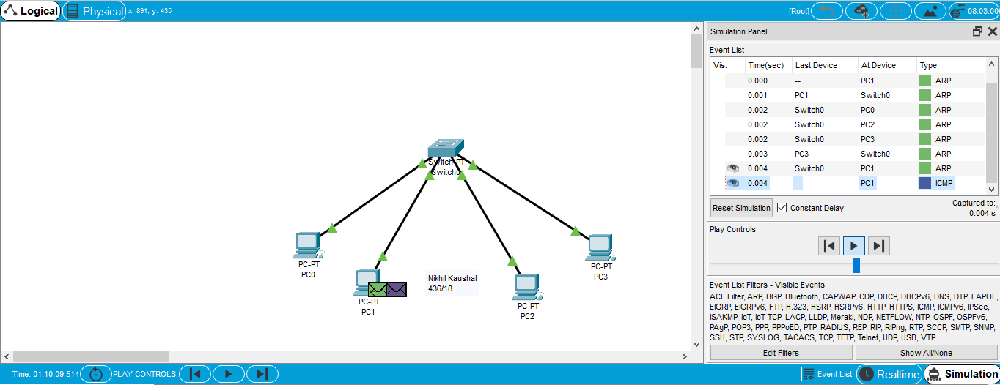 Logical Physical x: 891, y: 435 [Root] 08:03:00
Switch-PT
Switch0
PC-PT
PC0
PC-PT
PC1
Nikhil Kaushal
436/18
PC-PT
PC2
PC-PT
PC3
Simulation Panel
Event List
Vis. Time(sec) Last Device At Device Type
0.000 -- PC1 ARP
0.001 PC1 Switch0 ARP
0.002 Switch0 PC0 ARP
0.002 Switch0 PC2 ARP
0.002 Switch0 PC3 ARP
0.003 PC3 Switch0 ARP
0.004 Switch0 PC1 ARP
0.004 -- PC1 ICMP
Reset Simulation Constant Delay Captured to:
0.004 s
Play Controls
Event List Filters - Visible Events
ACL Filter, ARP, BGP, Bluetooth, CAPWAP, CDP, DHCP, DHCPv6, DNS, DTP, EAPOL,
EIGRP, EIGRPv6, FTP, H.323, HSRP, HSRPv6, HTTP, HTTPS, ICMP, ICMPv6, IPSec,
ISAKMP, IoT, IoT TCP, LACP, LLDP, Meraki, NDP, NETFLOW, NTP, OSPF, OSPFv6,
PAgP, POP3, PPP, PPPoED, PTP, RADIUS, REP, RIP, RIPng, RTP, SCCP, SMTP, SNMP,
SSH, STP, SYSLOG, TACACS, TCP, TFTP, Telnet, UDP, USB, VTP
Edit Filters Show All/None
Time: 01:10:09.514 PLAY CONTROLS: Event List Realtime Simulation